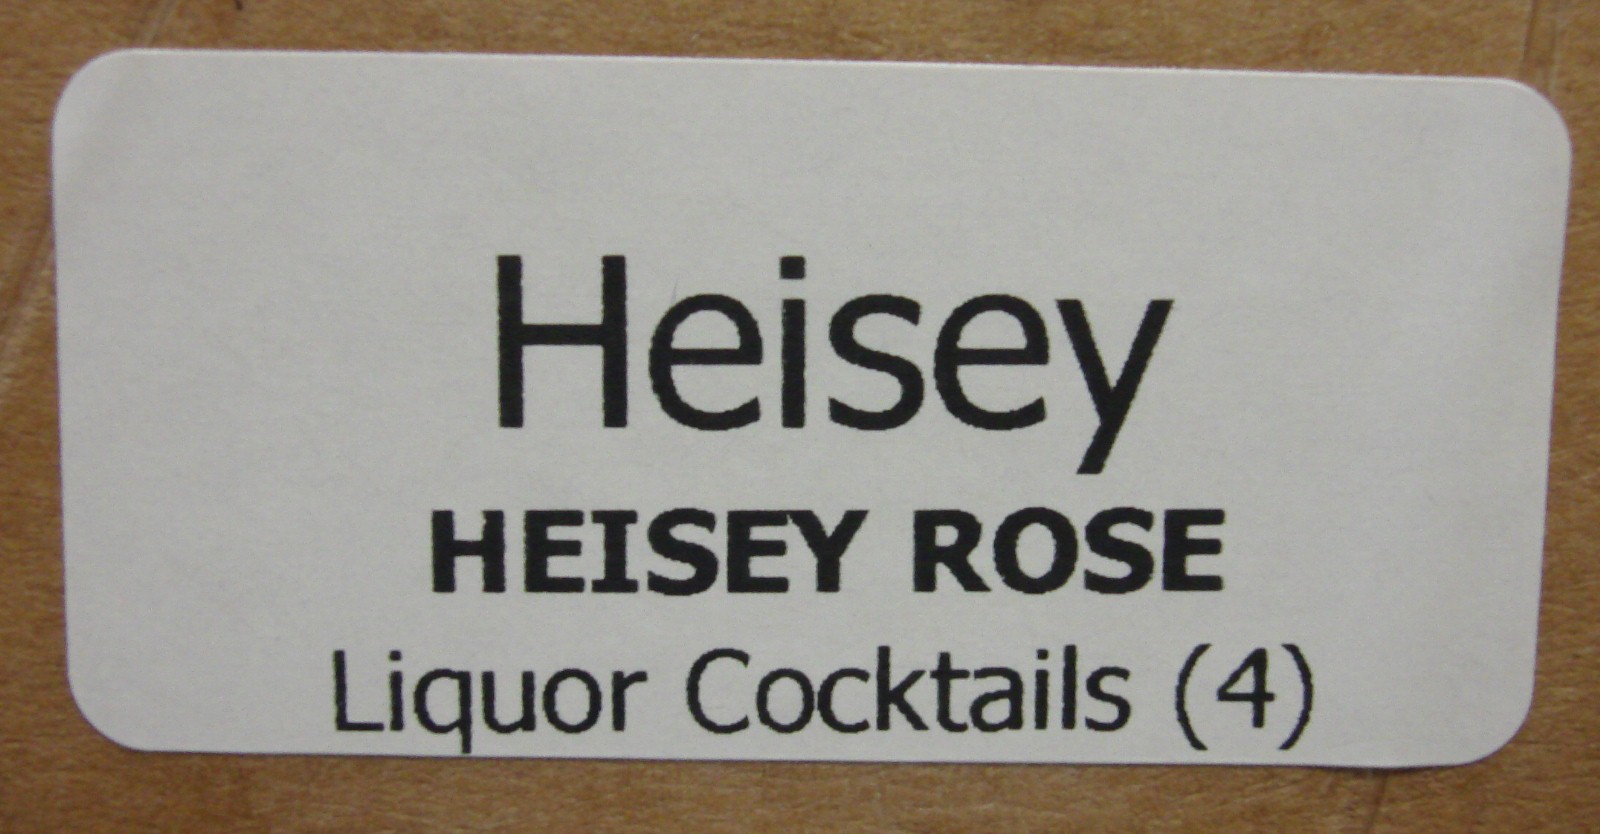 Heisey
HEISEY ROSE
Liquor Cocktails (4)